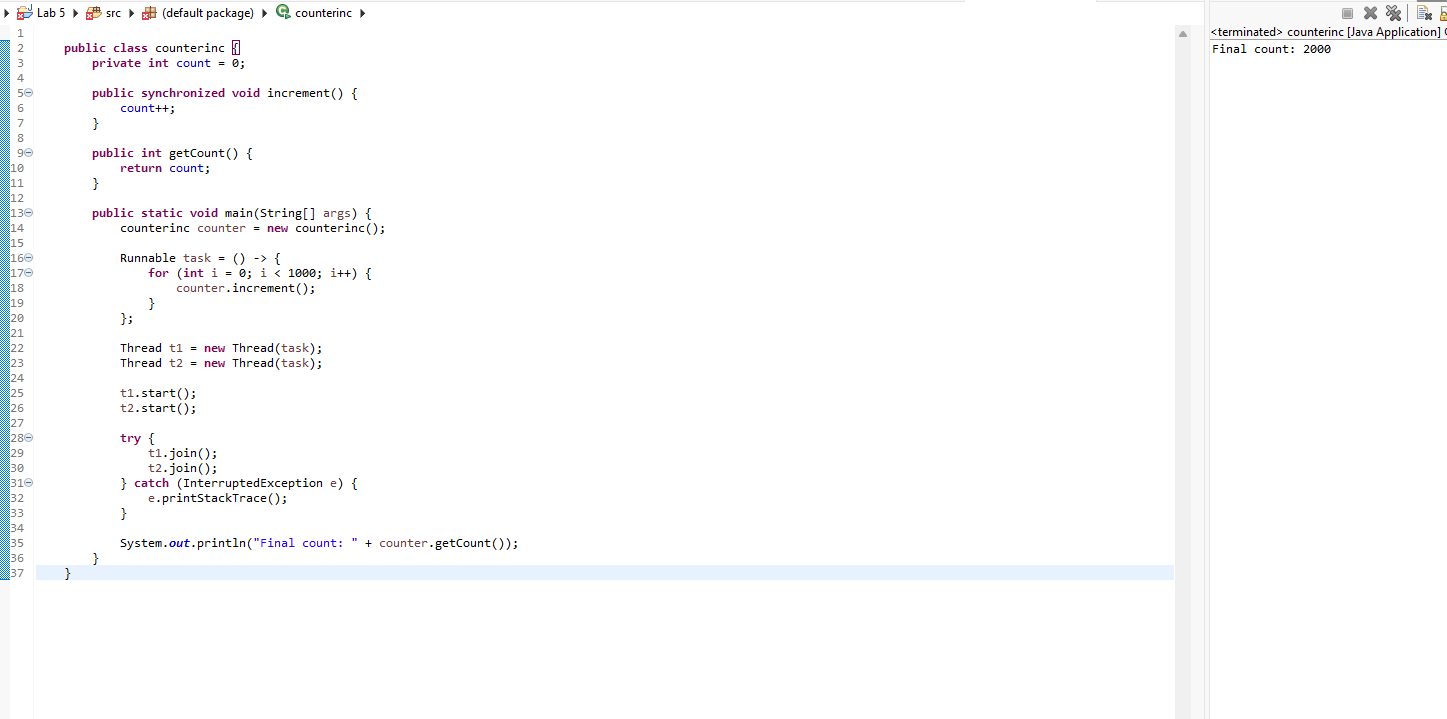 Lab 5 src (default package) counterinc
1
2 public class counterinc {
3 private int count = 0;
4
5 public synchronized void increment() {
6 count++;
7 }
8
9 public int getCount() {
10 return count;
11 }
12
13 public static void main(String[] args) {
14 counterinc counter = new counterinc();
15
16 Runnable task = () -> {
17 for (int i = 0; i < 1000; i++) {
18 counter.increment();
19 }
20 };
21
22 Thread t1 = new Thread(task);
23 Thread t2 = new Thread(task);
24
25 t1.start();
26 t2.start();
27
28 try {
29 t1.join();
30 t2.join();
31 } catch (InterruptedException e) {
32 e.printStackTrace();
33 }
34
35 System.out.println("Final count: " + counter.getCount());
36 }
37 }
<terminated> counterinc [Java Application]
Final count: 2000